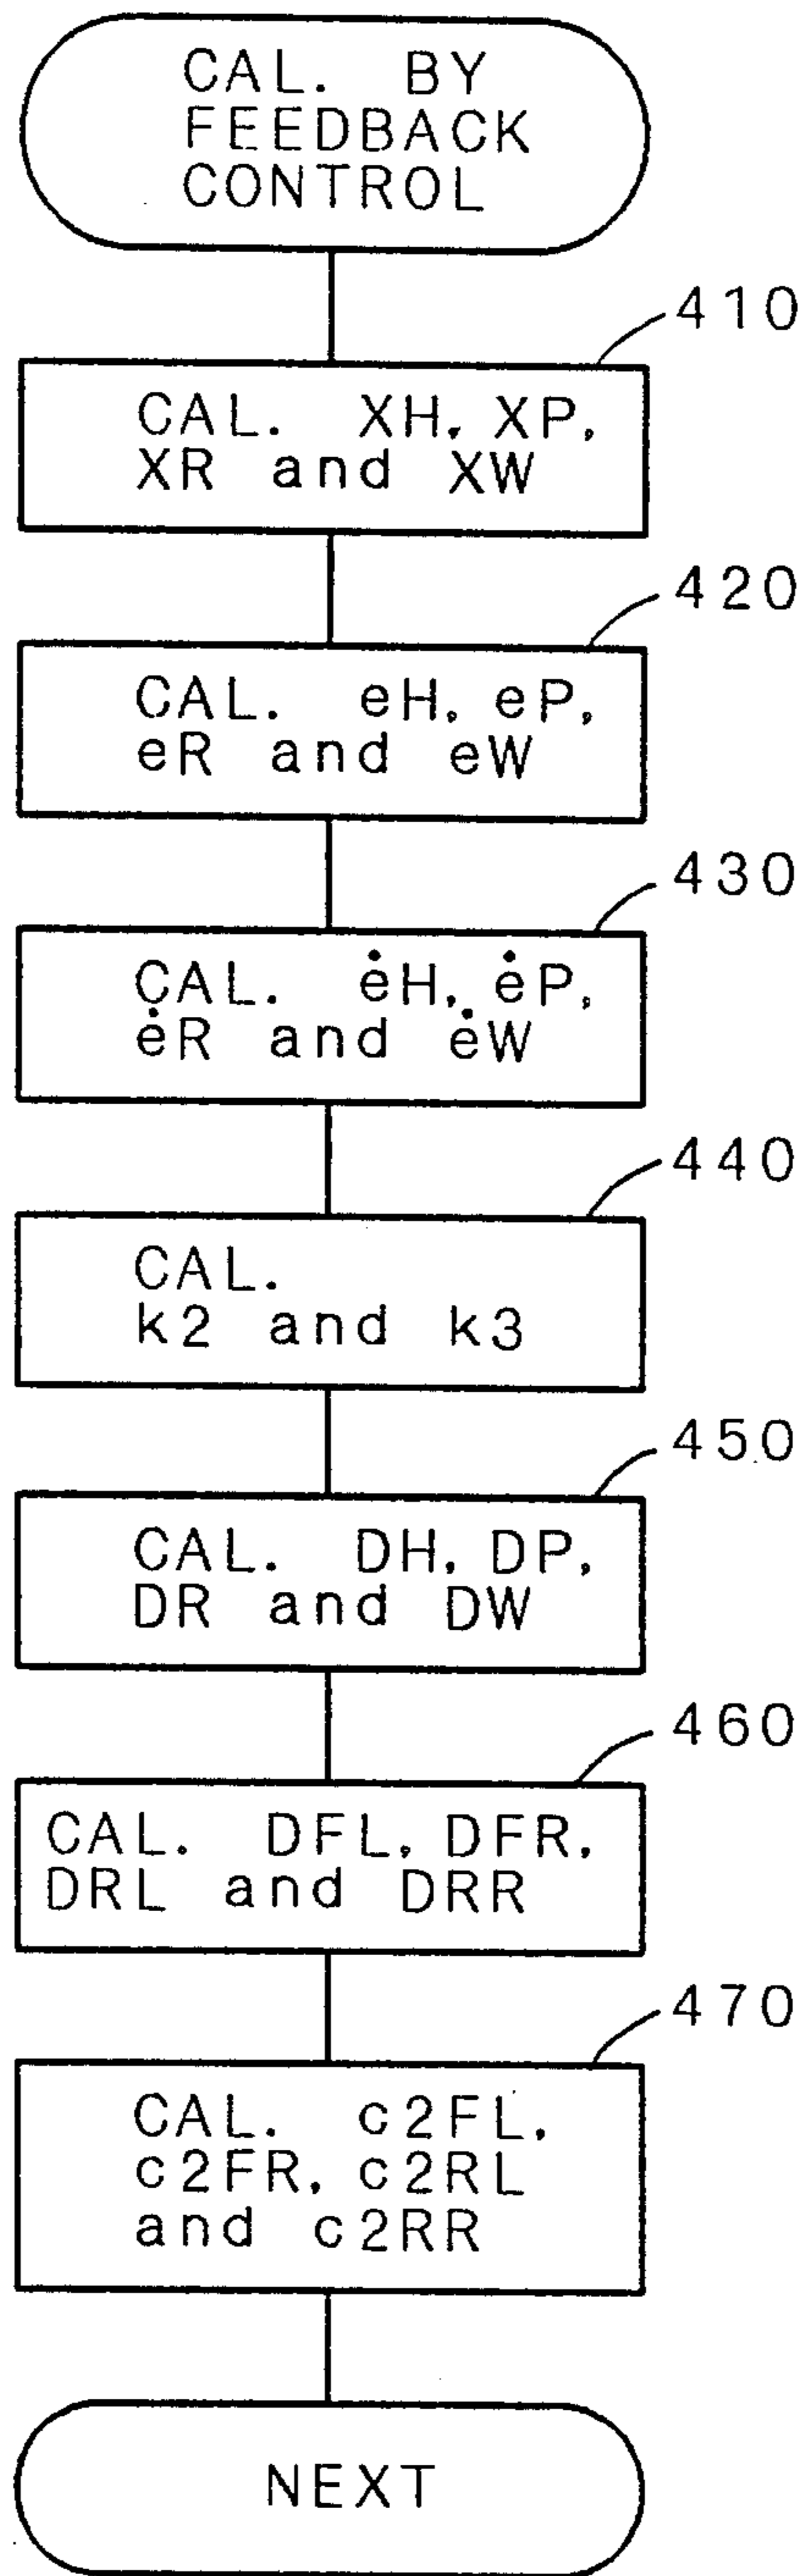 CAL. BY
FEEDBACK
CONTROL
410
CAL. XH, XP,
XR and XW
420
CAL. eH, eP,
eR and eW
430
CAL. ėH, ėP,
ėR and ėW
440
CAL.
k2 and k3
450
CAL. DH, DP,
DR and DW
460
CAL. DFL, DFR,
DRL and DRR
470
CAL. c2FL,
c2FR, c2RL
and c2RR
NEXT